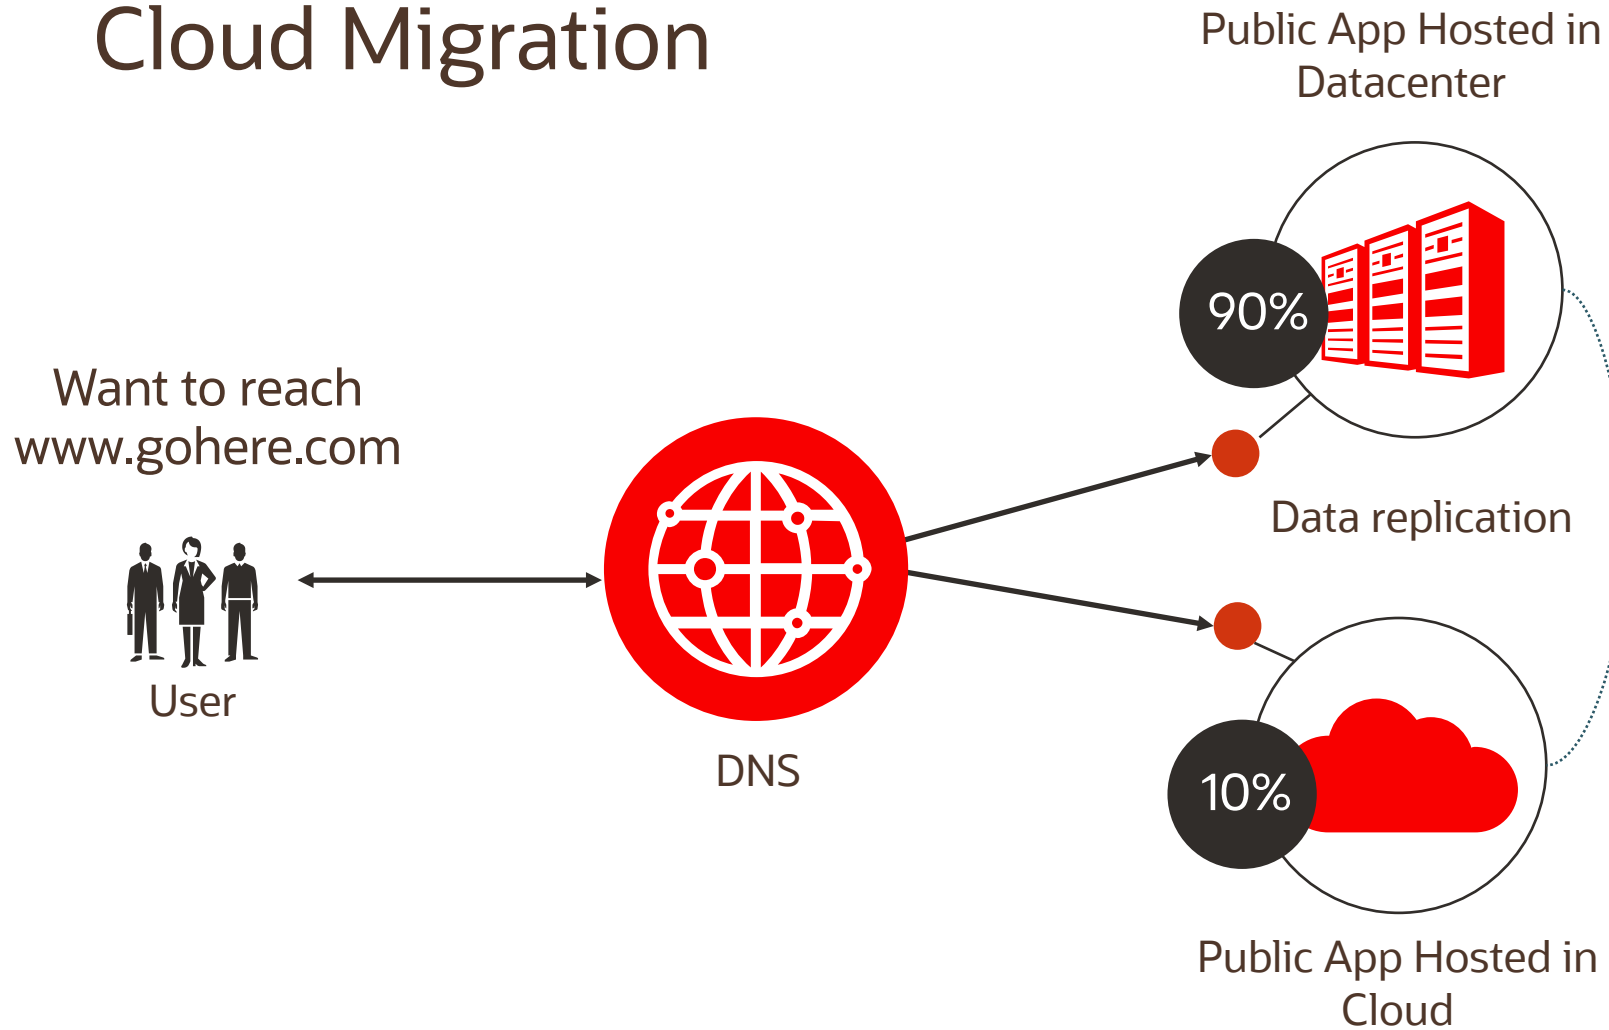 Cloud Migration
Public App Hosted in
Datacenter
90%
Want to reach
www.gohere.com
Data replication
User
DNS
10%
Public App Hosted in
Cloud